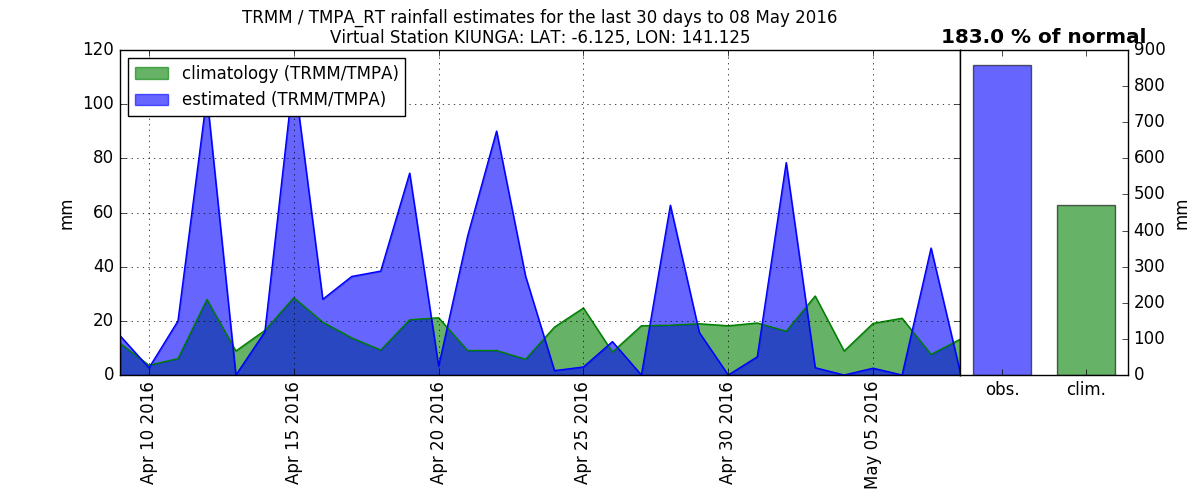 TRMM / TMPA_RT rainfall estimates for the last 30 days to 08 May 2016
Virtual Station KIUNGA: LAT: -6.125, LON: 141.125
183.0 % of normal
climatology (TRMM/TMPA)
estimated (TRMM/TMPA)
120
100
80
60
40
20
0
mm
Apr 10 2016
Apr 15 2016
Apr 20 2016
Apr 25 2016
Apr 30 2016
May 05 2016
900
800
700
600
500
400
300
200
100
0
mm
obs.
clim.